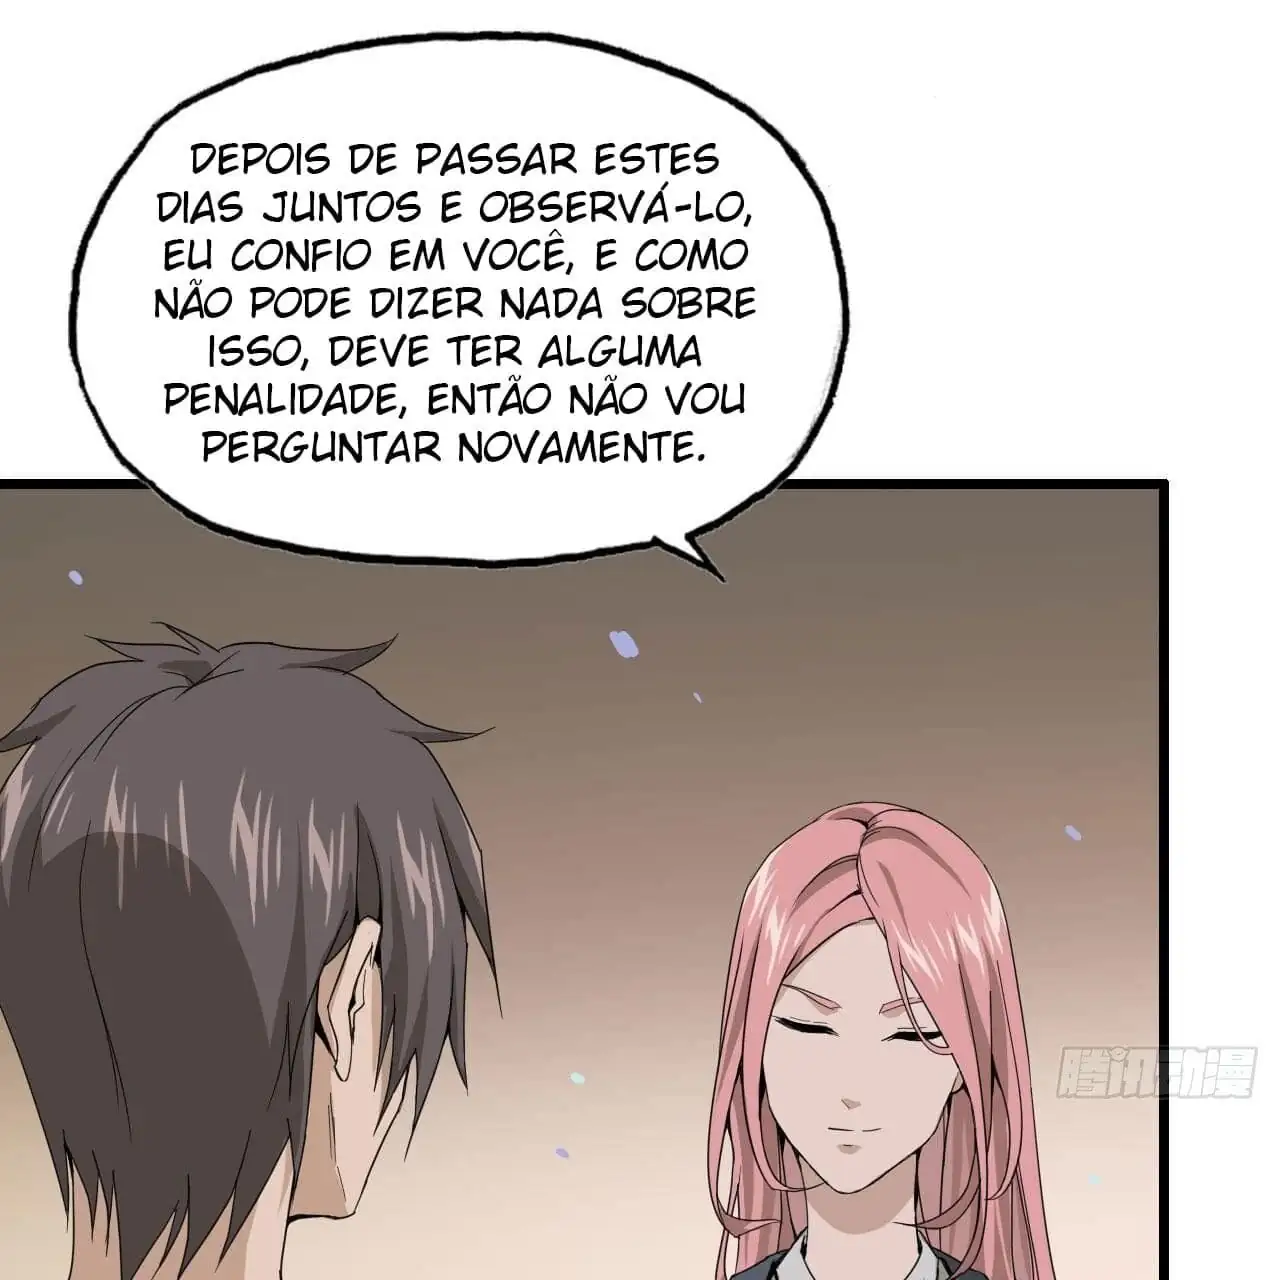 DEPOIS DE PASSAR ESTES
DIAS JUNTOS E OBSERVÁ-LO,
EU CONFIO EM VOCÊ, E COMO
NÃO PODE DIZER NADA SOBRE
ISSO, DEVE TER ALGUMA
PENALIDADE, ENTÃO NÃO VOU
PERGUNTAR NOVAMENTE.
腾讯动漫